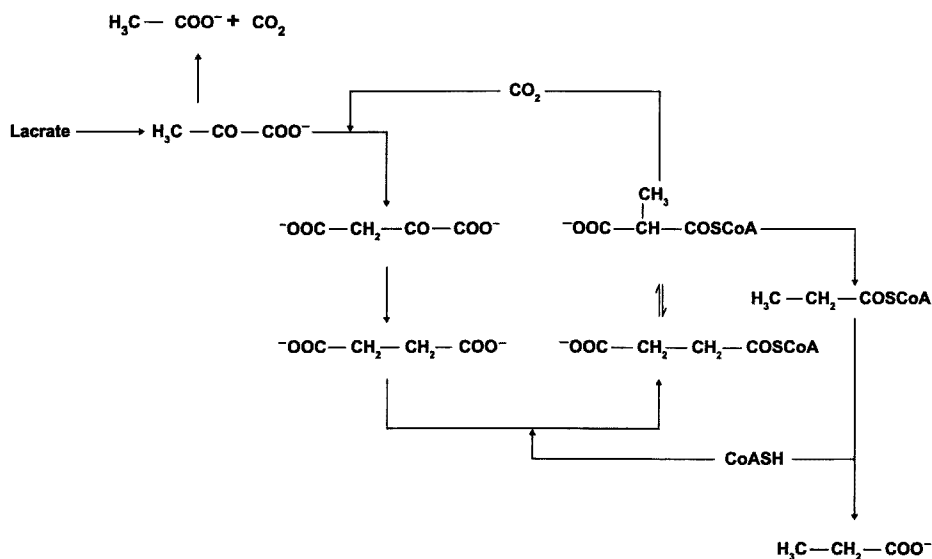 H₃C — COO⁻ + CO₂
CO₂
Lacrate
H₃C — CO — COO⁻
CH₃
⁻OOC — CH₂ — CO — COO⁻
⁻OOC — CH — COSCoA
H₃C — CH₂ — COSCoA
⁻OOC — CH₂ — CH₂ — COO⁻
⁻OOC — CH₂ — CH₂ — COSCoA
CoASH
H₃C — CH₂ — COO⁻